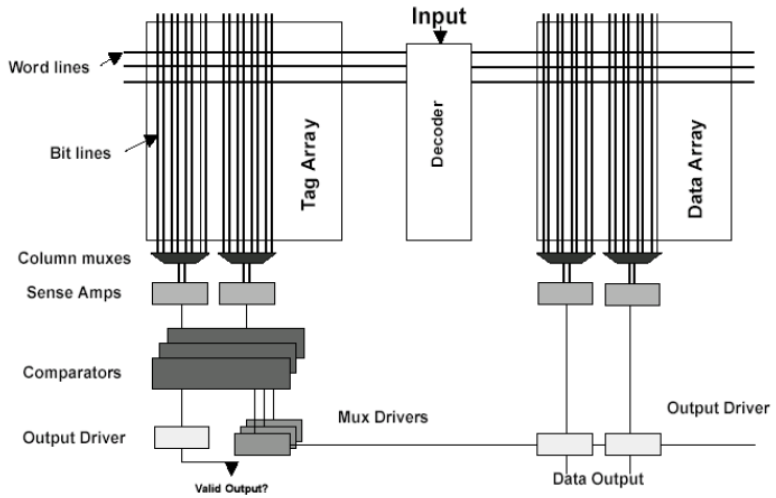 Input
Word lines
Bit lines
Tag Array
Decoder
Data Array
Column muxes
Sense Amps
Comparators
Mux Drivers
Output Driver
Output Driver
Data Output
Valid Output?